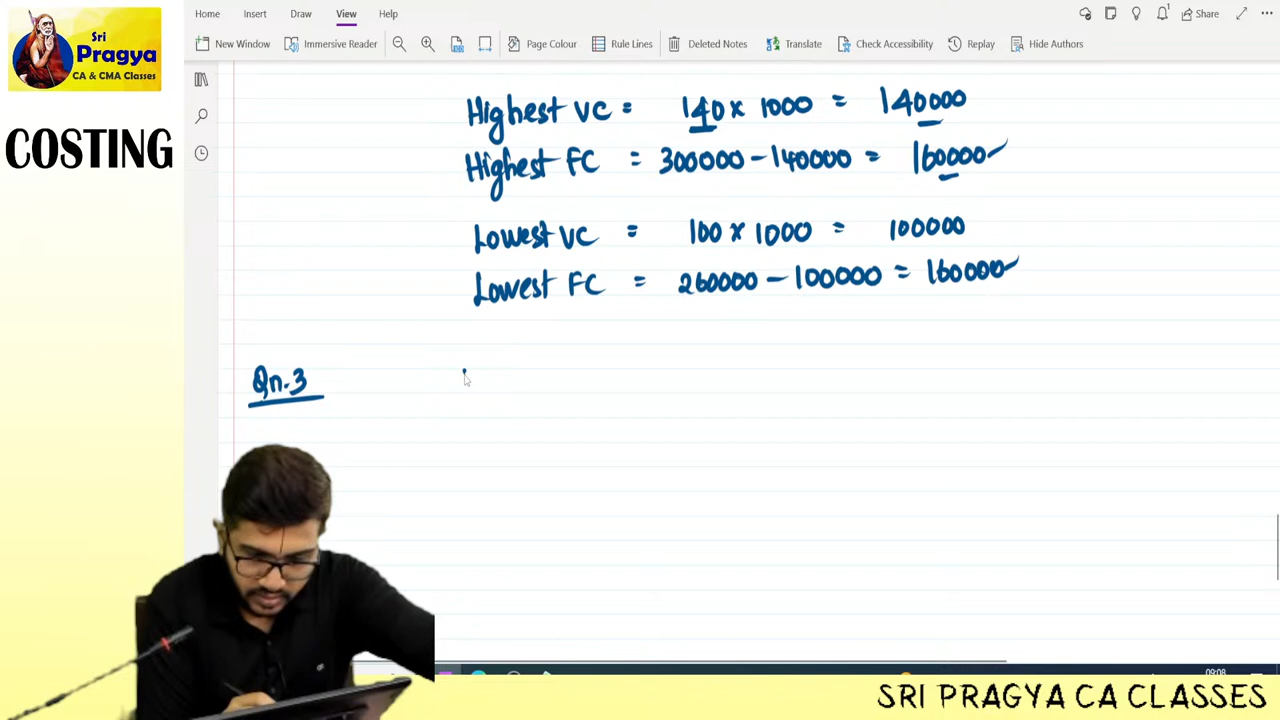 Sri
Pragya
CA & CMA Classes
COSTING
Home Insert Draw View Help
Share
New Window Immersive Reader Page Colour Rule Lines Deleted Notes Translate Check Accessibility Replay Hide Authors
Highest VC = 140 x 1000 = 140000
Highest FC = 300000 - 140000 = 160000
Lowest VC = 100 x 1000 = 100000
Lowest FC = 260000 - 100000 = 160000
Qn.3
09:08
SRI PRAGYA CA CLASSES